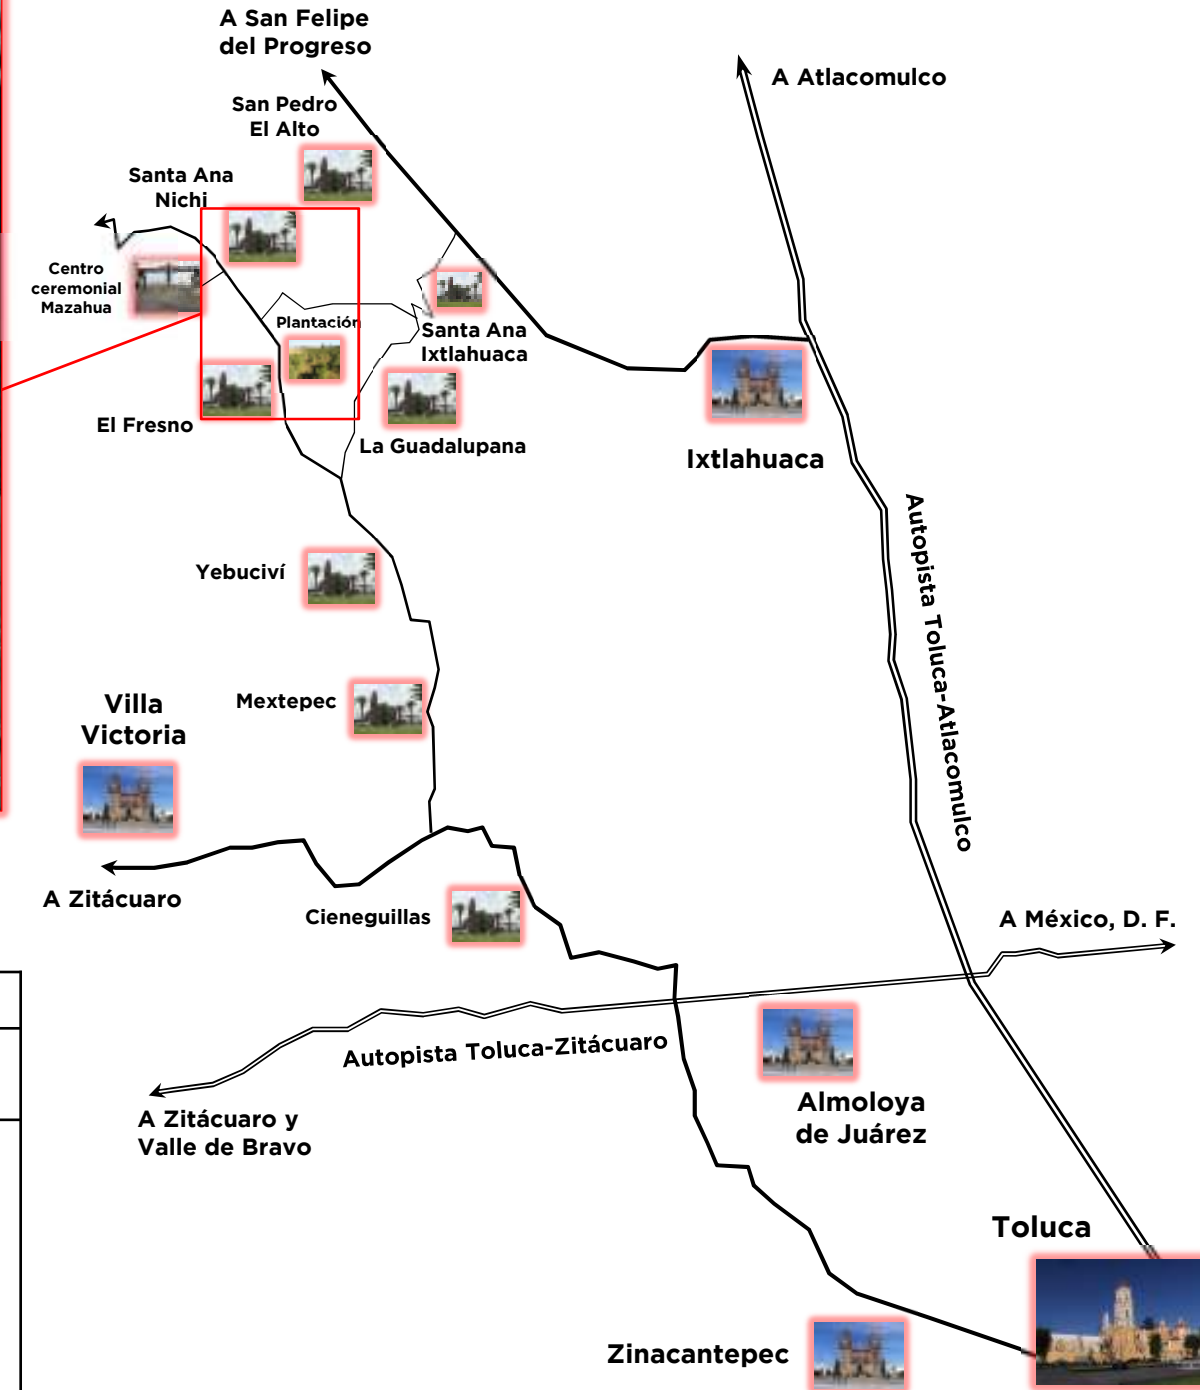 A San Felipe
del Progreso
A Atlacomulco
San Pedro
El Alto
Santa Ana
Nichi
Centro
ceremonial
Mazahua
Plantación
Santa Ana
Ixtlahuaca
El Fresno
La Guadalupana
Ixtlahuaca
Autopista Toluca-Atlacomulco
Yebuciví
Mextepec
Villa
Victoria
A Zitácuaro
Cieneguillas
A México, D. F.
Autopista Toluca-Zitácuaro
A Zitácuaro y
Valle de Bravo
Almoloya
de Juárez
Toluca
Zinacantepec